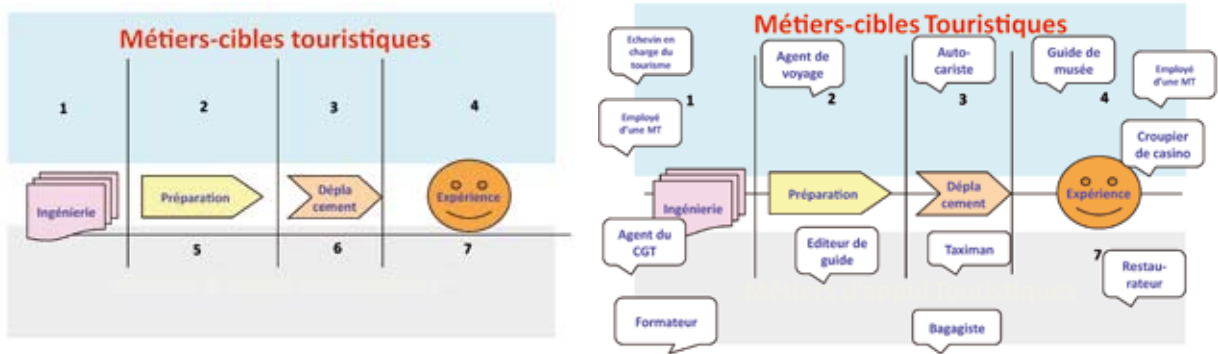 Métiers-cibles touristiques
1
2
3
4
Ingénierie
Préparation
Dépla
cement
Expérience
5
6
7
Métiers-cibles Touristiques
Echevin en
charge du
tourisme
Agent de
voyage
Auto-
cariste
Guide de
musée
Employé
d'une MT
1
2
3
4
Employé
d'une MT
Croupier
de casino
Ingénierie
Préparation
Dépla
cement
Expérience
Agent du
CGT
Editeur de
guide
Taximan
7
Restau-
rateur
Formateur
Bagagiste